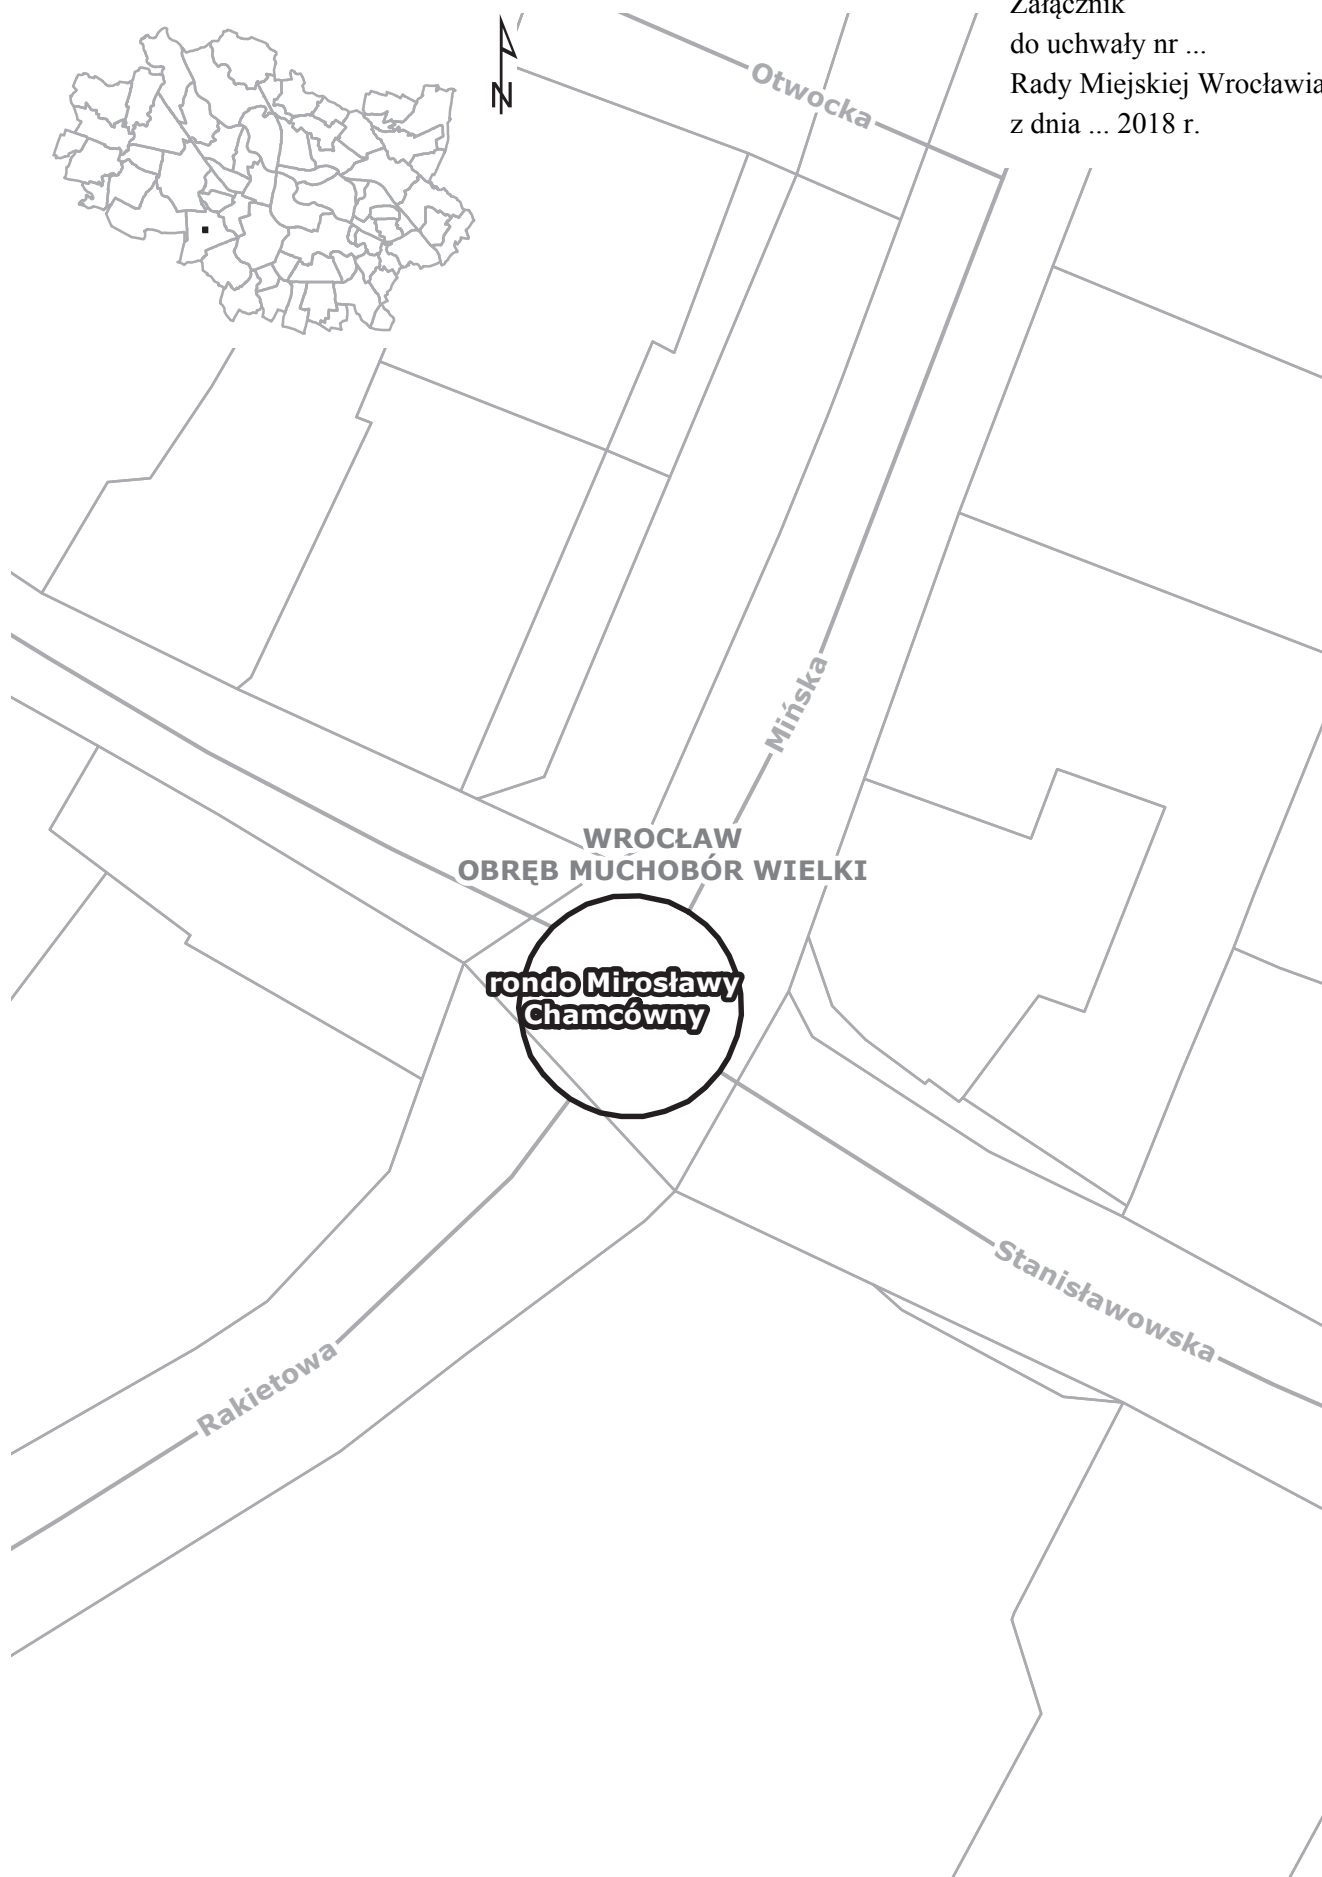 Załącznik
do uchwały nr ...
Rady Miejskiej Wrocławia
z dnia ... 2018 r.
N
Otwocka
Mińska
WROCŁAW
OBRĘB MUCHOBÓR WIELKI
rondo Mirosławy
Chamcówny
Stanisławowska
Rakietowa